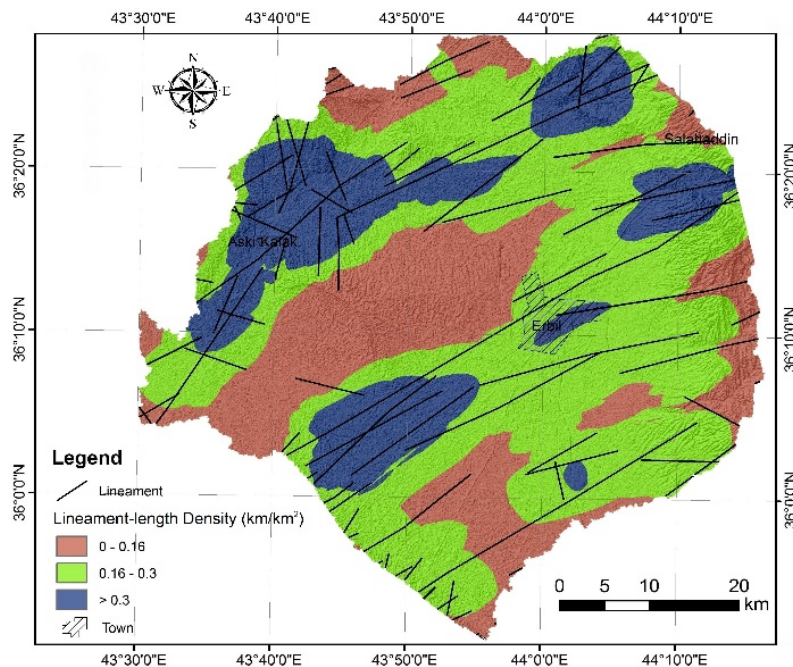 43°30'0"E 43°40'0"E 43°50'0"E 44°0'0"E 44°10'0"E
N
W E
S
Salahaddin
36°20'0"N 36°20'0"N
Aski Kalak
Erbil
36°10'0"N 36°10'0"N
Legend
Lineament
36°0'0"N 36°0'0"N
Lineament-length Density (km/km²)
0 - 0.16
0.16 - 0.3
> 0.3
Town
0 5 10 20
km
43°30'0"E 43°40'0"E 43°50'0"E 44°0'0"E 44°10'0"E